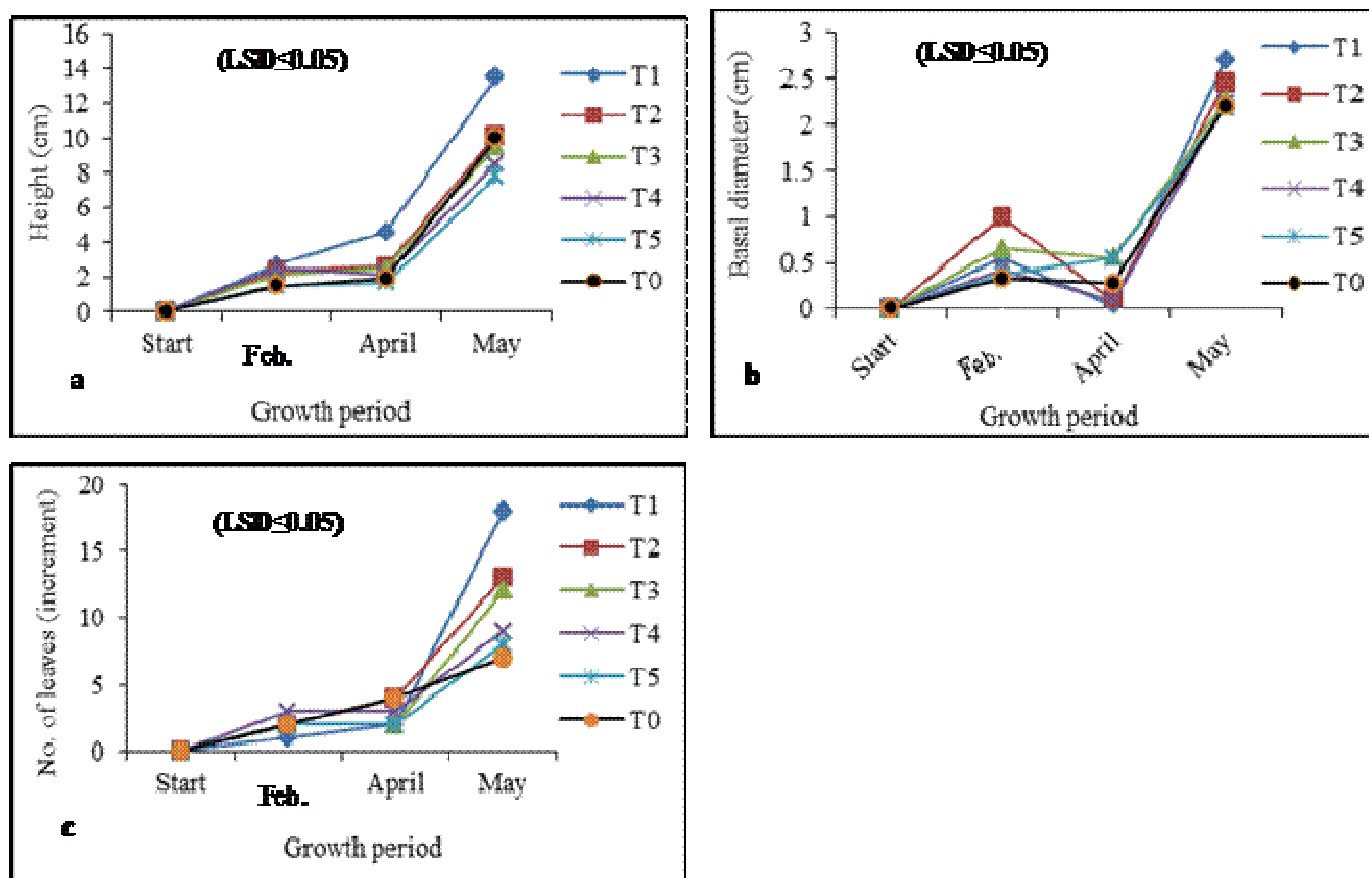 16
14
12
10
8
6
4
2
0
Height (cm)
(LSD≤0.05)
T1
T2
T3
T4
T5
T0
Start
Feb.
April
May
a
Growth period
3
2.5
2
1.5
1
0.5
0
Basal diameter (cm)
(LSD≤0.05)
T1
T2
T3
T4
T5
T0
Start
Feb.
April
May
b
Growth period
20
15
10
5
0
No. of leaves (increment)
(LSD≤0.05)
T1
T2
T3
T4
T5
T0
Start
Feb.
April
May
c
Growth period